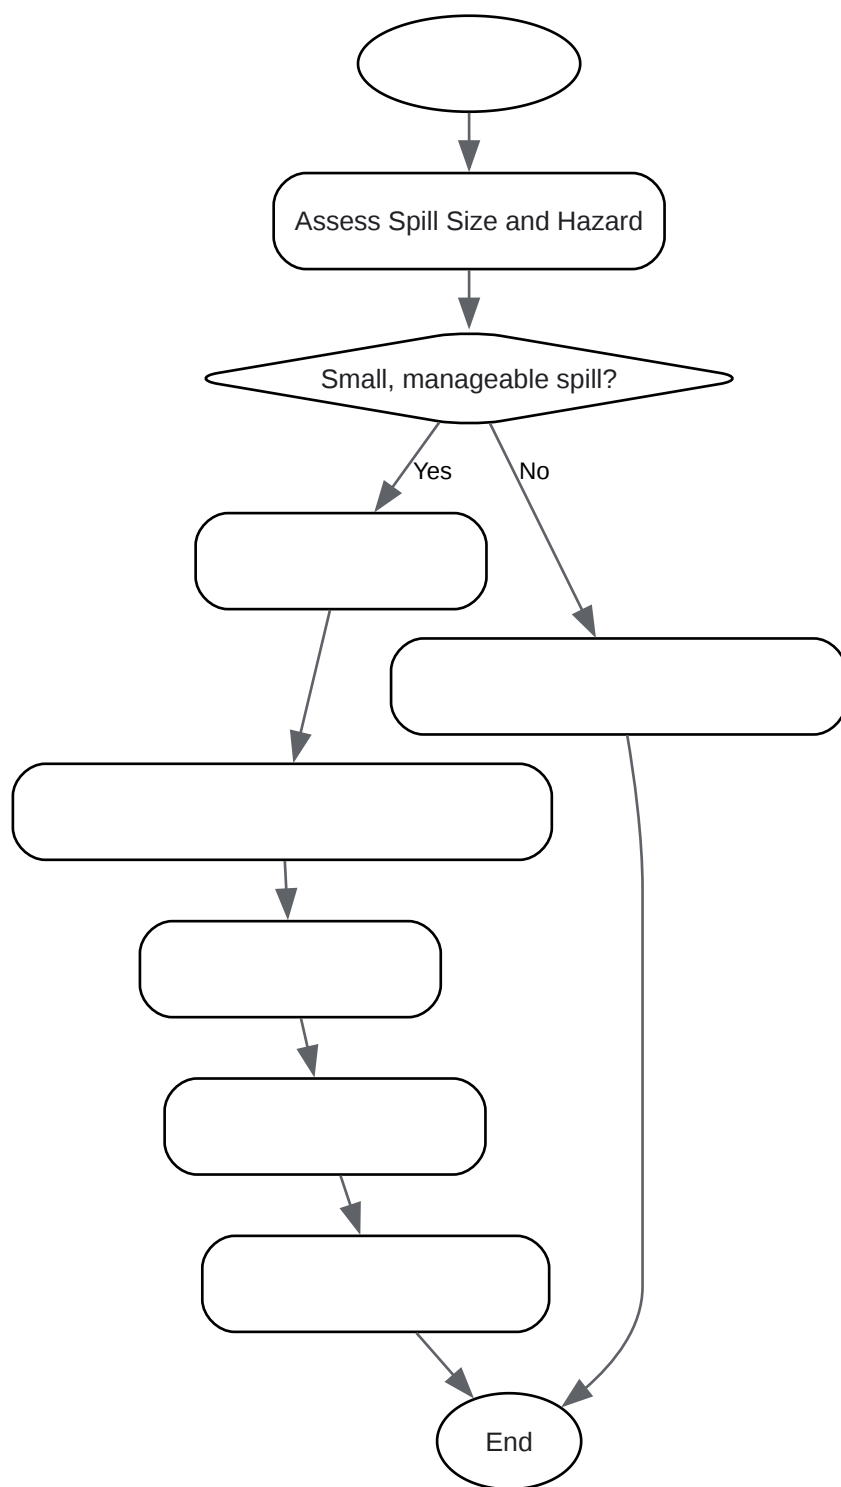 Assess Spill Size and Hazard
Small, manageable spill?
Yes
No
End